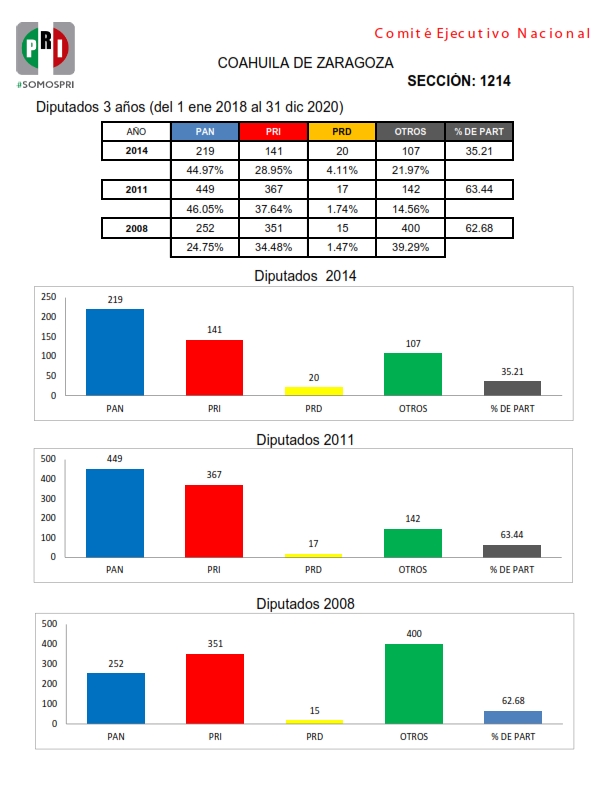 PRI
#SOMOSPRI
Comité Ejecutivo Nacional
COAHUILA DE ZARAGOZA
SECCIÓN: 1214
Diputados 3 años (del 1 ene 2018 al 31 dic 2020)
AÑO PAN PRI PRD OTROS % DE PART
2014 219 141 20 107 35.21
44.97% 28.95% 4.11% 21.97%
2011 449 367 17 142 63.44
46.05% 37.64% 1.74% 14.56%
2008 252 351 15 400 62.68
24.75% 34.48% 1.47% 39.29%
Diputados 2014
250
200
150
100
50
0
219 141 20 107 35.21
PAN PRI PRD OTROS % DE PART
Diputados 2011
500
400
300
200
100
0
449 367 17 142 63.44
PAN PRI PRD OTROS % DE PART
Diputados 2008
500
400
300
200
100
0
252 351 15 400 62.68
PAN PRI PRD OTROS % DE PART